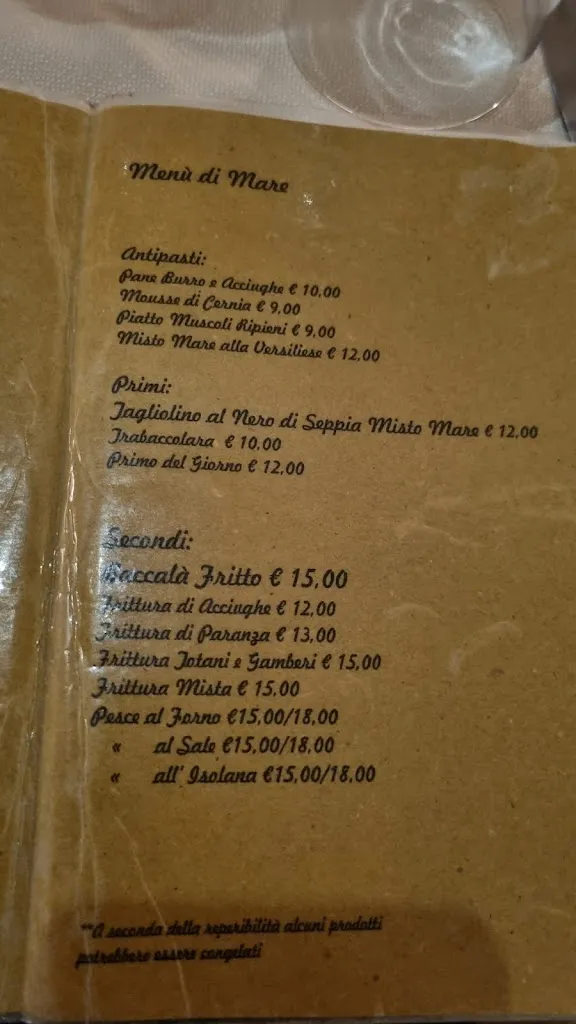 Menù di Mare
Antipasti:
Pane Burro e Acciughe € 10,00
Mousse di Cernia € 9,00
Piatto Muscoli Ripieni € 9,00
Misto Mare alla Versiliese € 12,00
Primi:
Tagliolino al Nero di Seppia Misto Mare € 12,00
Trabaccolara € 10,00
Primo del Giorno € 12,00
Secondi:
Baccalà Fritto € 15,00
Frittura di Acciughe € 12,00
Frittura di Paranza € 13,00
Frittura Totani e Gamberi € 15,00
Frittura Mista € 15,00
Pesce al Forno €15,00/18,00
“ al Sale €15,00/18,00
“ all' Isolana €15,00/18,00
**A seconda della reperibilità alcuni prodotti
potrebbero essere congelati